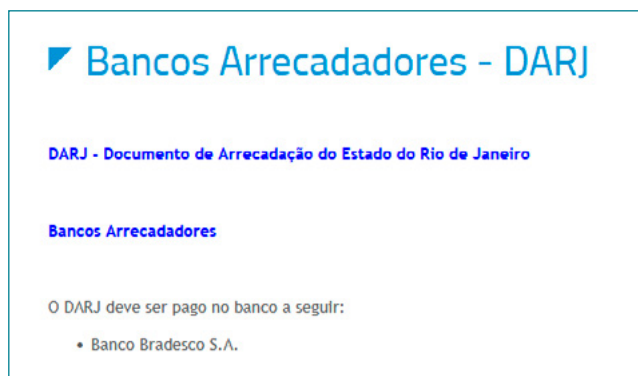 Bancos Arrecadadores - DARJ
DARJ - Documento de Arrecadação do Estado do Rio de Janeiro
Bancos Arrecadadores
O DARJ deve ser pago no banco a seguir:
• Banco Bradesco S.A.